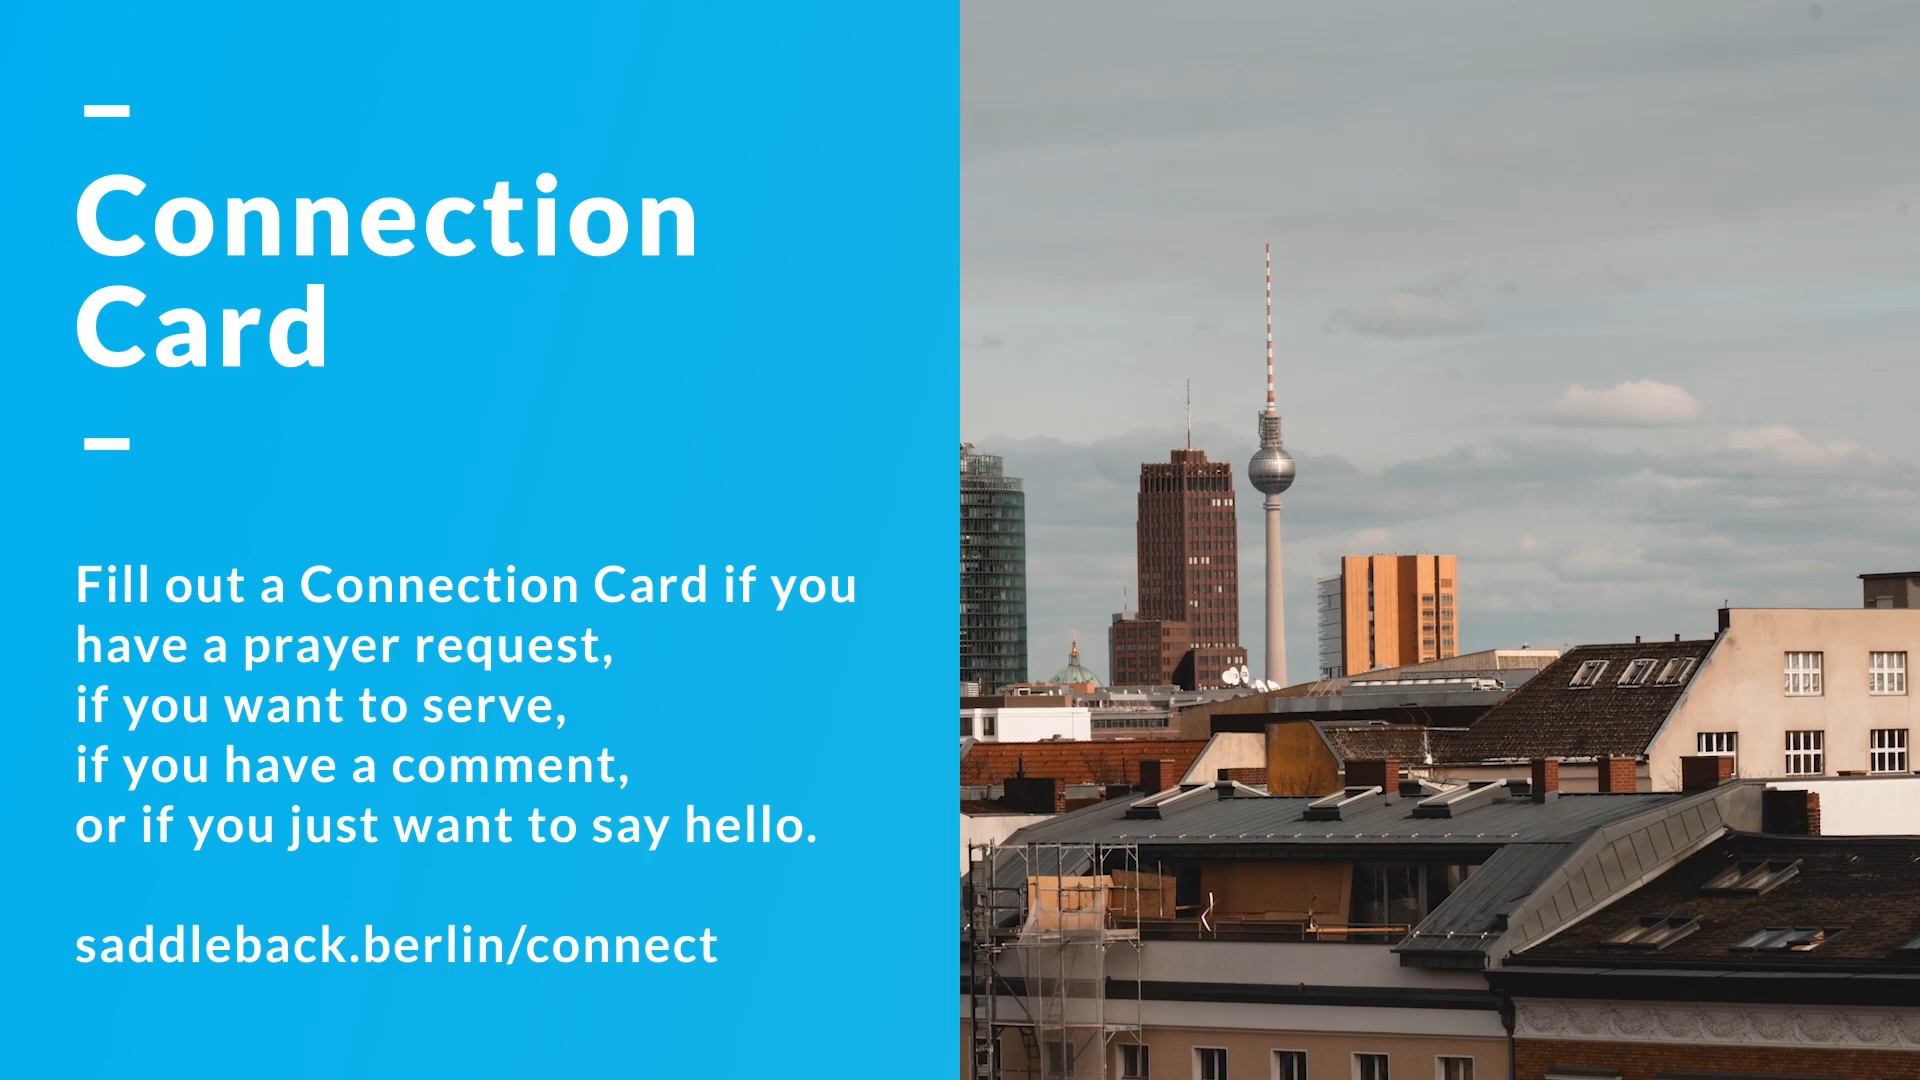 Connection
Card
Fill out a Connection Card if you
have a prayer request,
if you want to serve,
if you have a comment,
or if you just want to say hello.
saddleback.berlin/connect